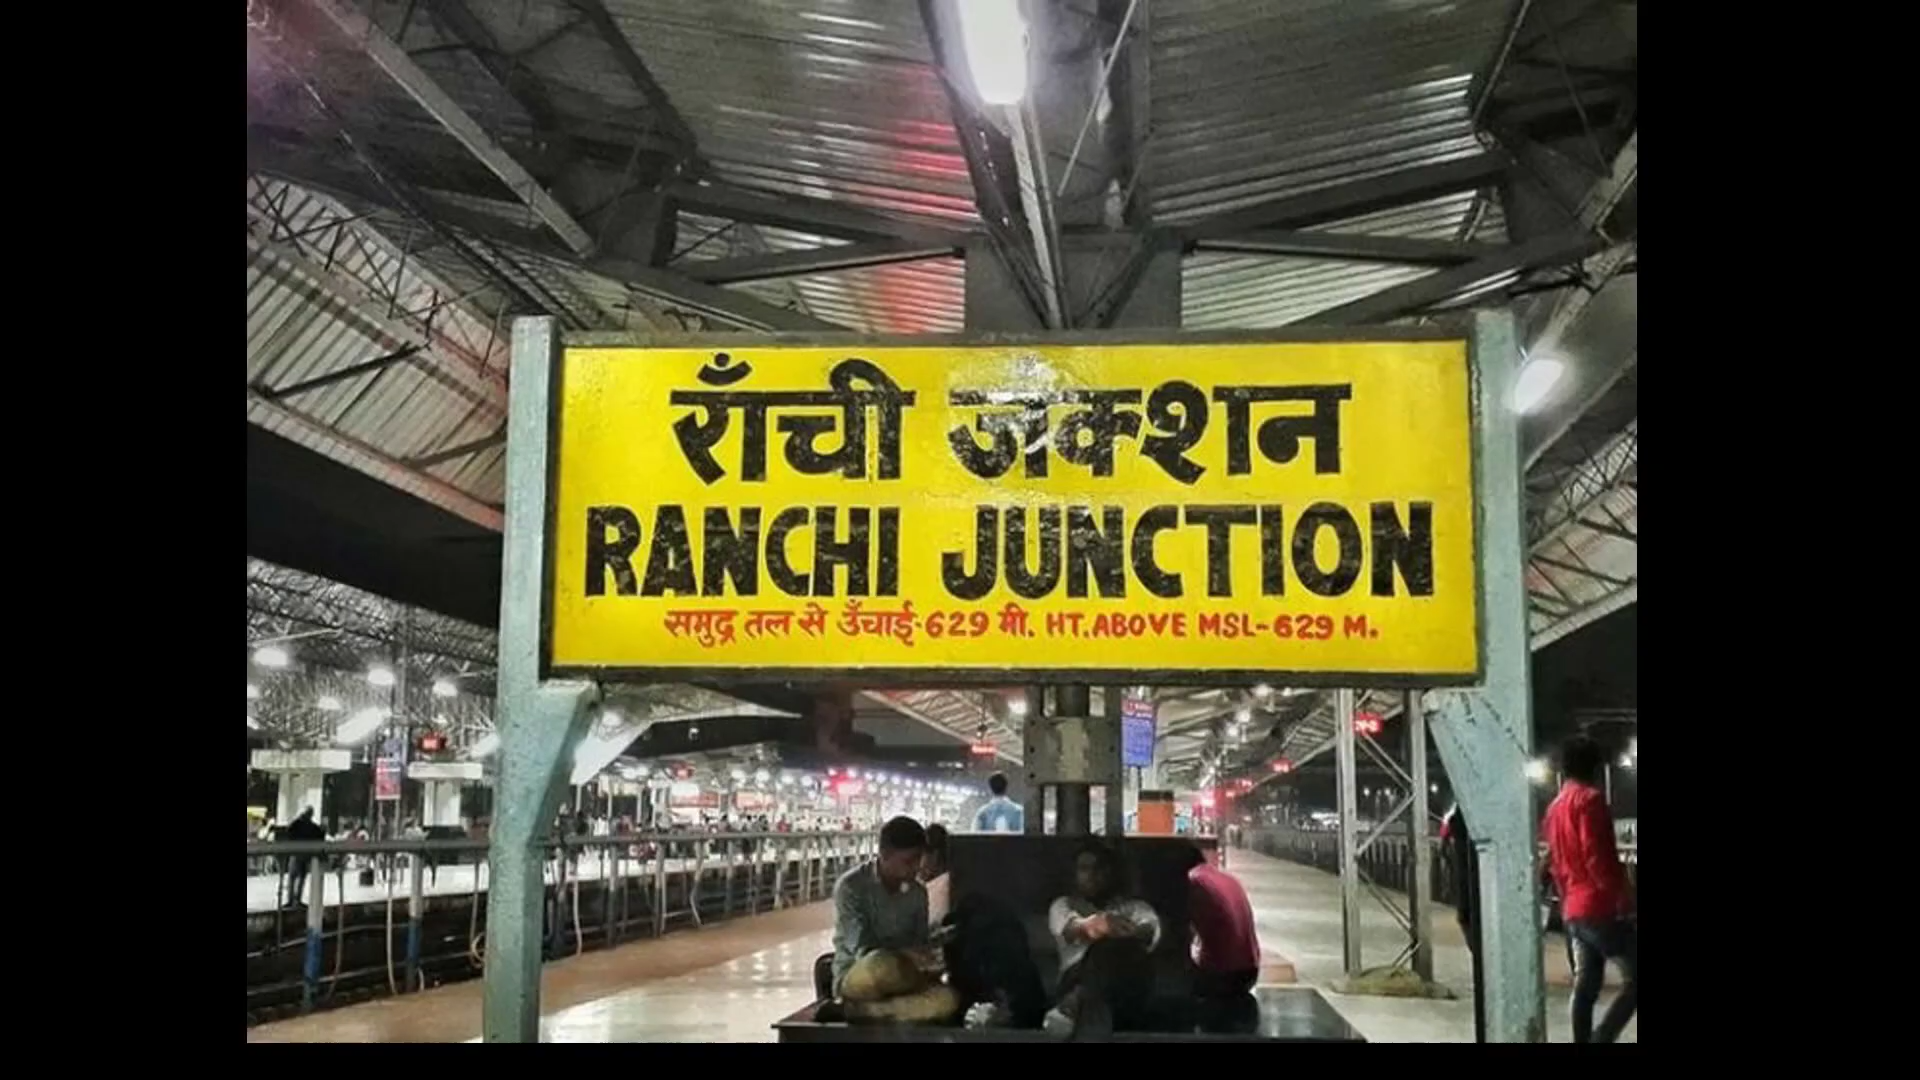 राँची जंकशन
RANCHI JUNCTION
समुद्र तल से उँचाई-629 मी. HT. ABOVE MSL-629 M.